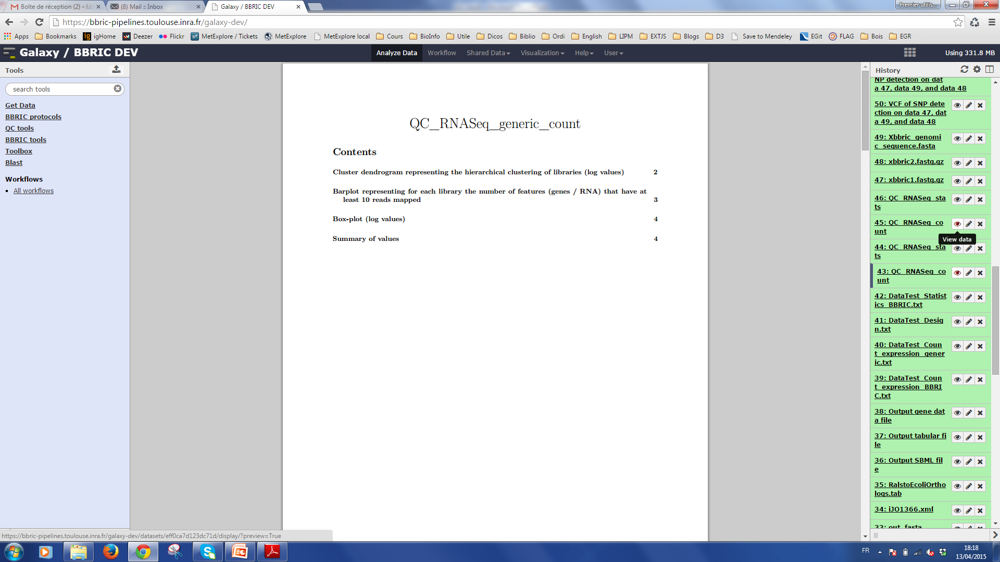 Boîte de réception (2) - l.c
(8) Mail :: Inbox
Galaxy / BBRIC DEV
Premier utilis...
https://bbric-pipelines.toulouse.inra.fr/galaxy-dev/
Apps
Bookmarks
igHome
Deezer
Flickr
MetExplore / Tickets
MetExplore
MetExplore local
Cours
BioInfo
Utile
Dicos
Biblio
Ordi
English
LIPM
EXTJS
Blogs
D3
Save to Mendeley
EGit
FLAG
Bois
EGR
Galaxy / BBRIC DEV
Analyze Data
Workflow
Shared Data
Visualization
Help
User
Using 331.8 MB
Tools
search tools
Get Data
BBRIC protocols
QC tools
BBRIC tools
Toolbox
Blast
Workflows
All workflows
QC_RNASeq_generic_count
Contents
Cluster dendrogram representing the hierarchical clustering of libraries (log values) 2
Barplot representing for each library the number of features (genes / RNA) that have at
least 10 reads mapped 3
Box-plot (log values) 4
Summary of values 4
History
NP detection on dat
a 47, data 49, and data 48
50: VCF of SNP dete
ction on data 47, dat
a 49, and data 48
49: Xbbric_genomi
c_sequence.fasta
48: xbbric2.fastq.gz
47: xbbric1.fastq.gz
46: QC_RNASeq_sta
ts
45: QC_RNASeq_co
unt
View data
44: QC_RNASeq_sta
ts
43: QC_RNASeq_co
unt
42: DataTest_Statist
ics_BBRIC.txt
41: DataTest_Desig
n.txt
40: DataTest_Coun
t_expression_gener
ic.txt
39: DataTest_Coun
t_expression_BBRI
C.txt
38: Output gene dat
a file
37: Output tabular fi
le
36: Output SBML fil
e
35: RalstoEcoliOrtho
logs.tab
34: iJO1366.xml
33: out_fasta
https://bbric-pipelines.toulouse.inra.fr/galaxy-dev/datasets/eff0ca7d123dc71d/display/?preview=True
FR
18:18
13/04/2015